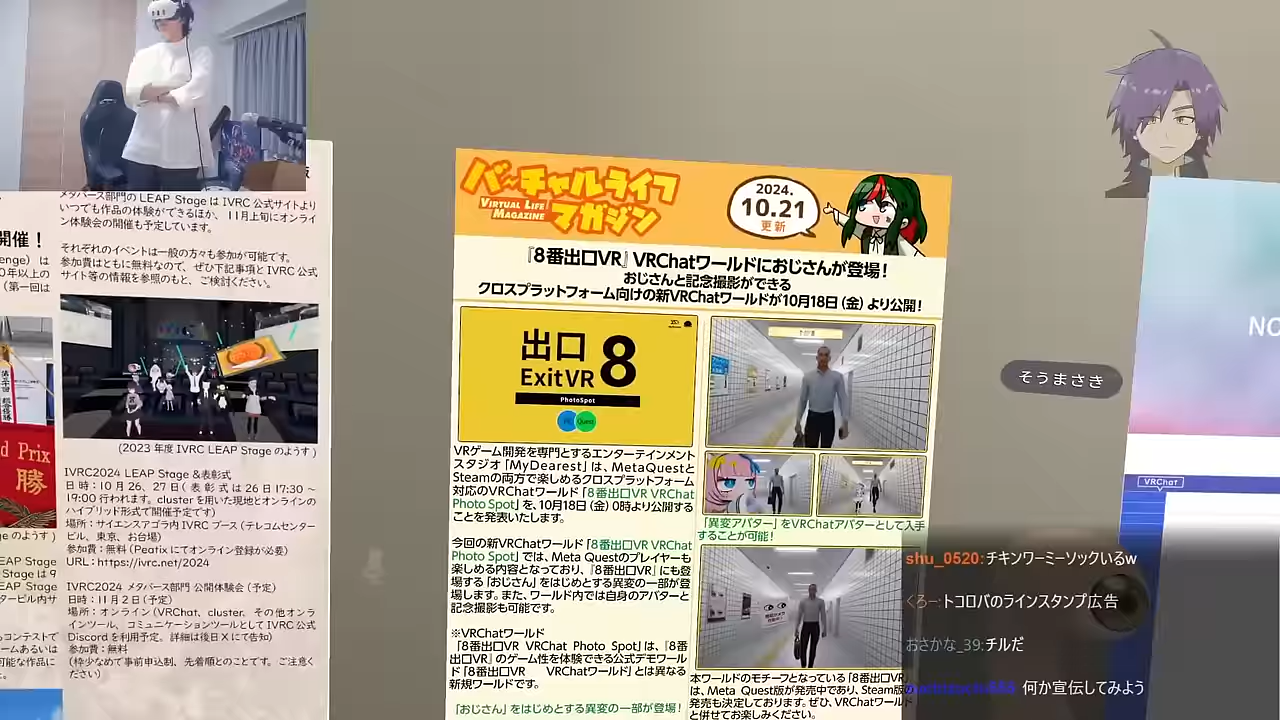 メタバース部門の LEAP Stage は IVRC 公式サイトより
いつでも作品の体験ができるほか、11月上旬にオンライ
ン体験会の開催も予定しています。
それぞれのイベントは一般の方々も参加が可能です。
参加費はともに無料なので、ぜひ下記事項と IVRC 公式
サイト等の情報を参照のもと、ご検討ください。
開催！
enge）は
0年以上の
（第一回は
d Prix
勝
(2023 年度 IVRC LEAP Stage のようす )
IVRC2024 LEAP Stage &表彰式
日 時：10 月 26、27 日（ 表 彰 式 は 26 日 17:30 ～
19:00 行われます。cluster を用いた現地とオンラインの
ハイブリッド形式で開催予定です）
場所：サイエンスアゴラ内 IVRC ブース（テレコムセンター
ビル、東京、お台場）
参加費：無料（Peatix にてオンライン登録が必要）
URL：https://ivrc.net/2024
IVRC2024 メタバース部門 公開体験会（予定）
日時：11 月 2 日（予定）
場所：オンライン（VRChat、cluster、その他オンラ
インツール、コミュニケーションツールとして IVRC 公式
Discord を利用予定。詳細は後日 X にて告知）
参加費：無料
（枠少なめで事前申込制、先着順とのことです。ご注意く
ださい）
バーチャルライフ
マガジン
VIRTUAL LIFE
MAGAZINE
2024.
10.21
更新
『8番出口VR』VRChatワールドにおじさんが登場！
おじさんと記念撮影ができる
クロスプラットフォーム向けの新VRChatワールドが10月18日（金）より公開！
出口 8
ExitVR
PhotoSpot
PC
Quest
VRゲーム開発を専門とするエンターテインメント
スタジオ「MyDearest」は、MetaQuestと
Steamの両方で楽しめるクロスプラットフォーム
対応のVRChatワールド「8番出口VR VRChat
Photo Spot」を、10月18日（金）0時より公開する
ことを発表いたします。
今回の新VRChatワールド「8番出口VR VRChat
Photo Spot」では、Meta Questのプレイヤーも
楽しめる内容となっており、『8番出口VR』にも登
場する「おじさん」をはじめとする異変の一部が登
場します。また、ワールド内では自身のアバターと
記念撮影も可能です。
※VRChatワールド
「8番出口VR VRChat Photo Spot」は、『8番
出口VR』のゲーム性を体験できる公式デモワール
ド「8番出口VR VRChatワールド」とは異なる
新規ワールドです。
「おじさん」をはじめとする異変の一部が登場！
「異変アバター」をVRChatアバターとして入手
することが可能！
本ワールドのモチーフとなっている『8番出口VR』
は、Meta Quest版が発売中であり、Steam版の
発売も決定しております。ぜひ、VRChatワールド
と併せてお楽しみください。
そうまさき
NO
VRChat
shu_0520: チキンワーミーソックいるw
くろー: トコロバのラインスタンプ広告
おさかな_39: チルだ
何か宣伝してみよう